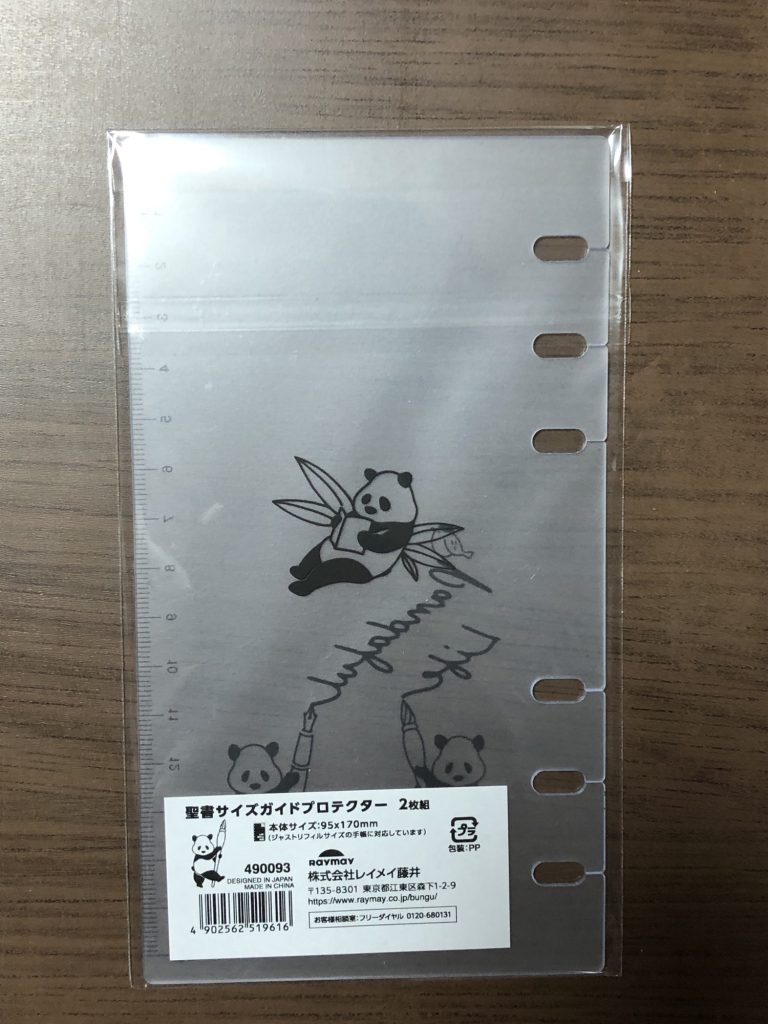 2
3
4
5
6
7
8
9
10
11
12
Pandaful
Life
聖書サイズガイドプロテクター 2枚組
本体サイズ:95x170mm
(ジャストリフィルサイズの手帳に対応しています)
プラ
包装:PP
490093
DESIGNED IN JAPAN
MADE IN CHINA
4 902562 519616
RAYMAY
株式会社レイメイ藤井
〒135-8301 東京都江東区森下1-2-9
https://www.raymay.co.jp/bungu/
お客様相談室:フリーダイヤル 0120-680131